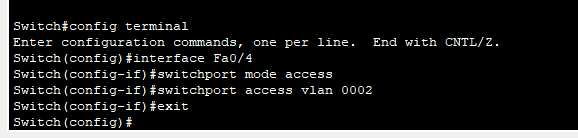 Switch#config terminal
Enter configuration commands, one per line.  End with CNTL/Z.
Switch(config)#interface Fa0/4
Switch(config-if)#switchport mode access
Switch(config-if)#switchport access vlan 0002
Switch(config-if)#exit
Switch(config)#